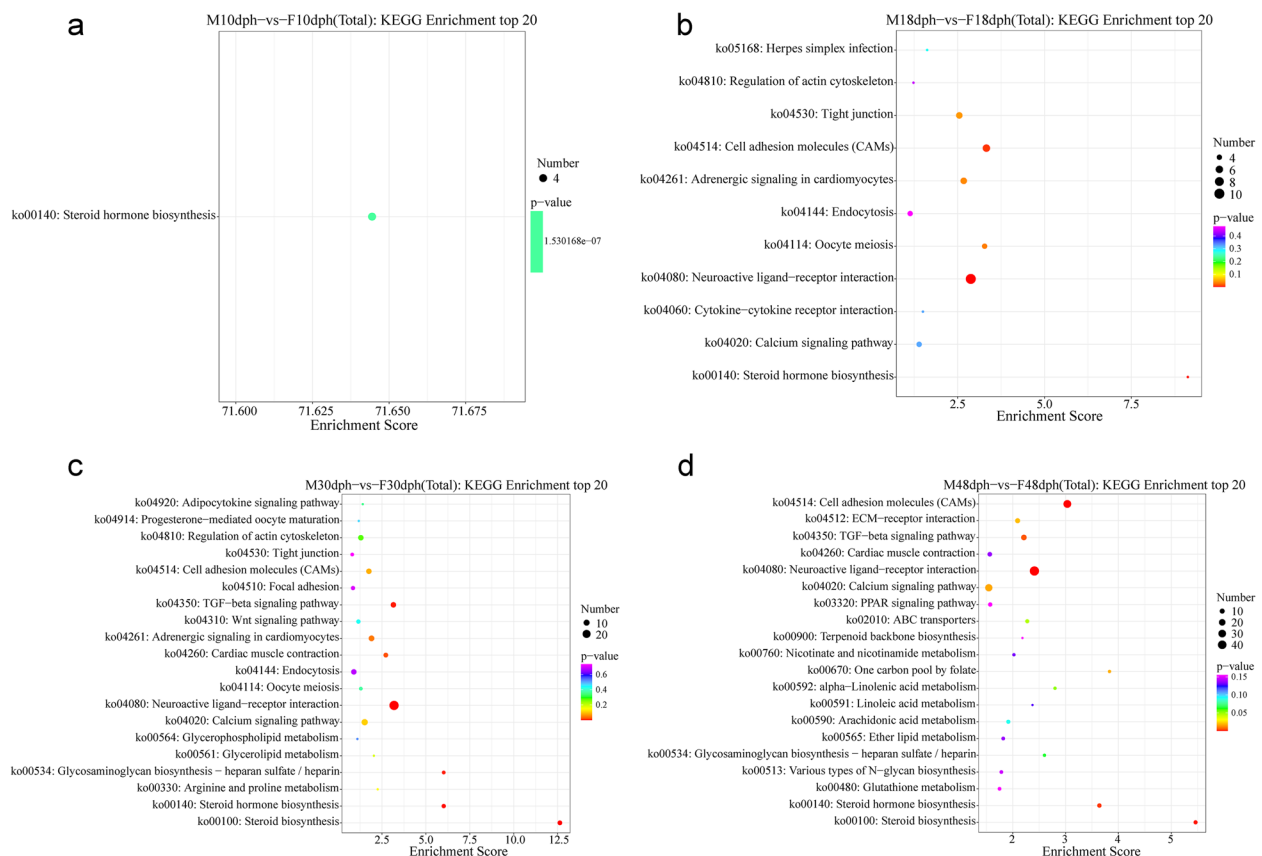 a
M10dph−vs−F10dph(Total): KEGG Enrichment top 20
ko00140: Steroid hormone biosynthesis
71.600 71.625 71.650 71.675
Enrichment Score
Number
4
p−value
1.530168e−07
b
M18dph−vs−F18dph(Total): KEGG Enrichment top 20
ko05168: Herpes simplex infection
ko04810: Regulation of actin cytoskeleton
ko04530: Tight junction
ko04514: Cell adhesion molecules (CAMs)
ko04261: Adrenergic signaling in cardiomyocytes
ko04144: Endocytosis
ko04114: Oocyte meiosis
ko04080: Neuroactive ligand−receptor interaction
ko04060: Cytokine−cytokine receptor interaction
ko04020: Calcium signaling pathway
ko00140: Steroid hormone biosynthesis
2.5 5.0 7.5
Enrichment Score
Number
4
6
8
10
p−value
0.4
0.3
0.2
0.1
c
M30dph−vs−F30dph(Total): KEGG Enrichment top 20
ko04920: Adipocytokine signaling pathway
ko04914: Progesterone−mediated oocyte maturation
ko04810: Regulation of actin cytoskeleton
ko04530: Tight junction
ko04514: Cell adhesion molecules (CAMs)
ko04510: Focal adhesion
ko04350: TGF−beta signaling pathway
ko04310: Wnt signaling pathway
ko04261: Adrenergic signaling in cardiomyocytes
ko04260: Cardiac muscle contraction
ko04144: Endocytosis
ko04114: Oocyte meiosis
ko04080: Neuroactive ligand−receptor interaction
ko04020: Calcium signaling pathway
ko00564: Glycerophospholipid metabolism
ko00561: Glycerolipid metabolism
ko00534: Glycosaminoglycan biosynthesis − heparan sulfate / heparin
ko00330: Arginine and proline metabolism
ko00140: Steroid hormone biosynthesis
ko00100: Steroid biosynthesis
2.5 5.0 7.5 10.0 12.5
Enrichment Score
Number
10
20
p−value
0.6
0.4
0.2
d
M48dph−vs−F48dph(Total): KEGG Enrichment top 20
ko04514: Cell adhesion molecules (CAMs)
ko04512: ECM−receptor interaction
ko04350: TGF−beta signaling pathway
ko04260: Cardiac muscle contraction
ko04080: Neuroactive ligand−receptor interaction
ko04020: Calcium signaling pathway
ko03320: PPAR signaling pathway
ko02010: ABC transporters
ko00900: Terpenoid backbone biosynthesis
ko00760: Nicotinate and nicotinamide metabolism
ko00670: One carbon pool by folate
ko00592: alpha−Linolenic acid metabolism
ko00591: Linoleic acid metabolism
ko00590: Arachidonic acid metabolism
ko00565: Ether lipid metabolism
ko00534: Glycosaminoglycan biosynthesis − heparan sulfate / heparin
ko00513: Various types of N−glycan biosynthesis
ko00480: Glutathione metabolism
ko00140: Steroid hormone biosynthesis
ko00100: Steroid biosynthesis
2 3 4 5
Enrichment Score
Number
10
20
30
40
p−value
0.15
0.10
0.05